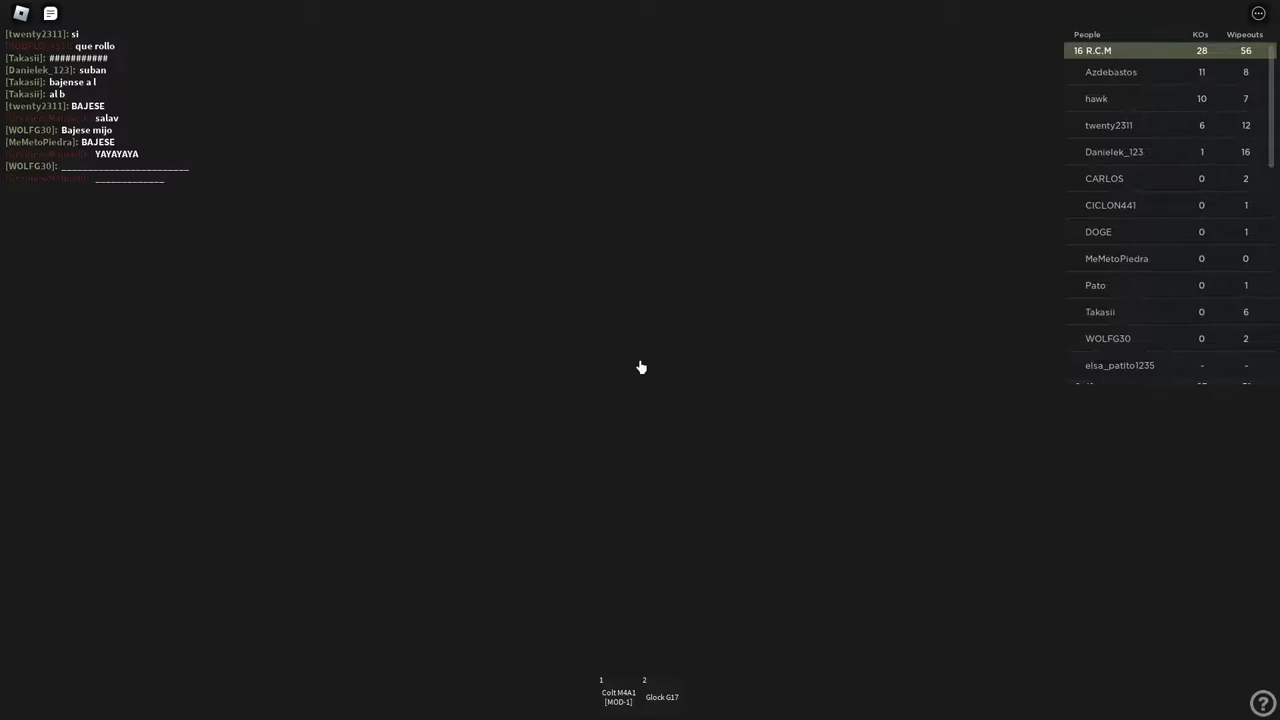 [twenty2311]: si
que rollo
[Takasii]: ###########
[Danielek_123]: suban
[Takasii]: bajense a l
[Takasii]: al b
[twenty2311]: BAJESE
salav
[WOLFG30]: Bajese mijo
[MeMetoPiedra]: BAJESE
YAYAYAYA
[WOLFG30]: ________________________
_____________
People KOs Wipeouts
16 R.C.M 28 56
Azdebastos 11 8
hawk 10 7
twenty2311 6 12
Danielek_123 1 16
CARLOS 0 2
CICLON441 0 1
DOGE 0 1
MeMetoPiedra 0 0
Pato 0 1
Takasii 0 6
WOLFG30 0 2
elsa_patito1235 - -
1 2
Colt M4A1
[MOD-1]
Glock G17
?